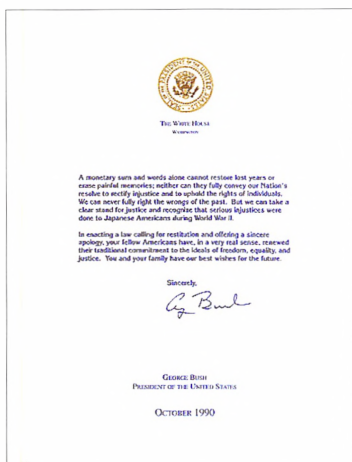 THE WHITE HOUSE
WASHINGTON
A monetary sum and words alone cannot restore lost years or
erase painful memories; neither can they fully convey our Nation's
resolve to rectify injustice and to uphold the rights of individuals.
We can never fully right the wrongs of the past. But we can take a
clear stand for justice and recognize that serious injustices were
done to Japanese Americans during World War II.
In enacting a law calling for restitution and offering a sincere
apology, your fellow Americans have, in a very real sense, renewed
their traditional commitment to the ideals of freedom, equality, and
justice. You and your family have our best wishes for the future.
Sincerely,
GEORGE BUSH
PRESIDENT OF THE UNITED STATES
OCTOBER 1990